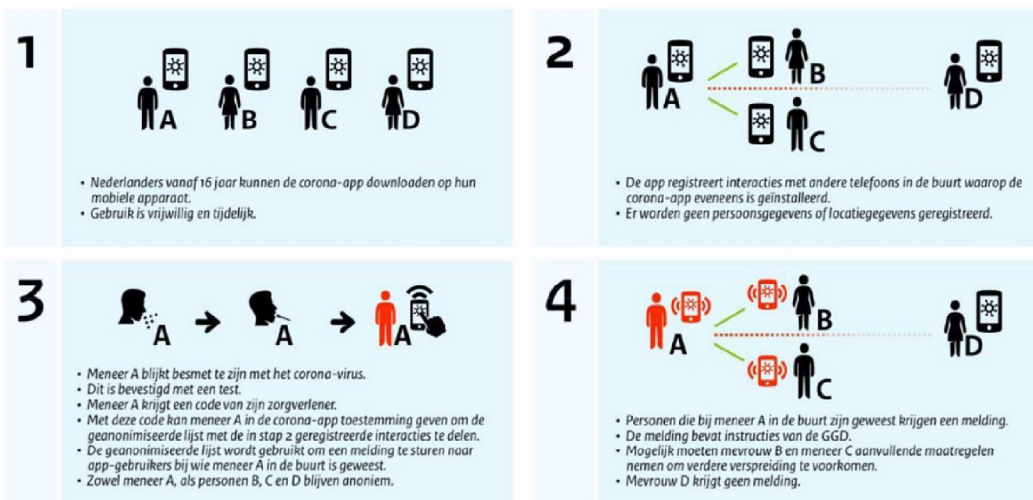 1
A B C D
• Nederlanders vanaf 16 jaar kunnen de corona-app downloaden op hun
mobiele apparaat.
• Gebruik is vrijwillig en tijdelijk.
2
A
B
C
D
• De app registreert interacties met andere telefoons in de buurt waarop de
corona-app eveneens is geïnstalleerd.
• Er worden geen persoonsgegevens of locatiegegevens geregistreerd.
3
A A A
• Meneer A blijkt besmet te zijn met het corona-virus.
• Dit is bevestigd met een test.
• Meneer A krijgt een code van zijn zorgverlener.
• Met deze code kan meneer A in de corona-app toestemming geven om de
geanonimiseerde lijst met de in stap 2 geregistreerde interacties te delen.
• De geanonimiseerde lijst wordt gebruikt om een melding te sturen naar
app-gebruikers bij wie meneer A in de buurt is geweest.
• Zowel meneer A, als personen B, C en D blijven anoniem.
4
A
B
C
D
• Personen die bij meneer A in de buurt zijn geweest krijgen een melding.
• De melding bevat instructies van de GGD.
• Mogelijk moeten mevrouw B en meneer C aanvullende maatregelen
nemen om verdere verspreiding te voorkomen.
• Mevrouw D krijgt geen melding.